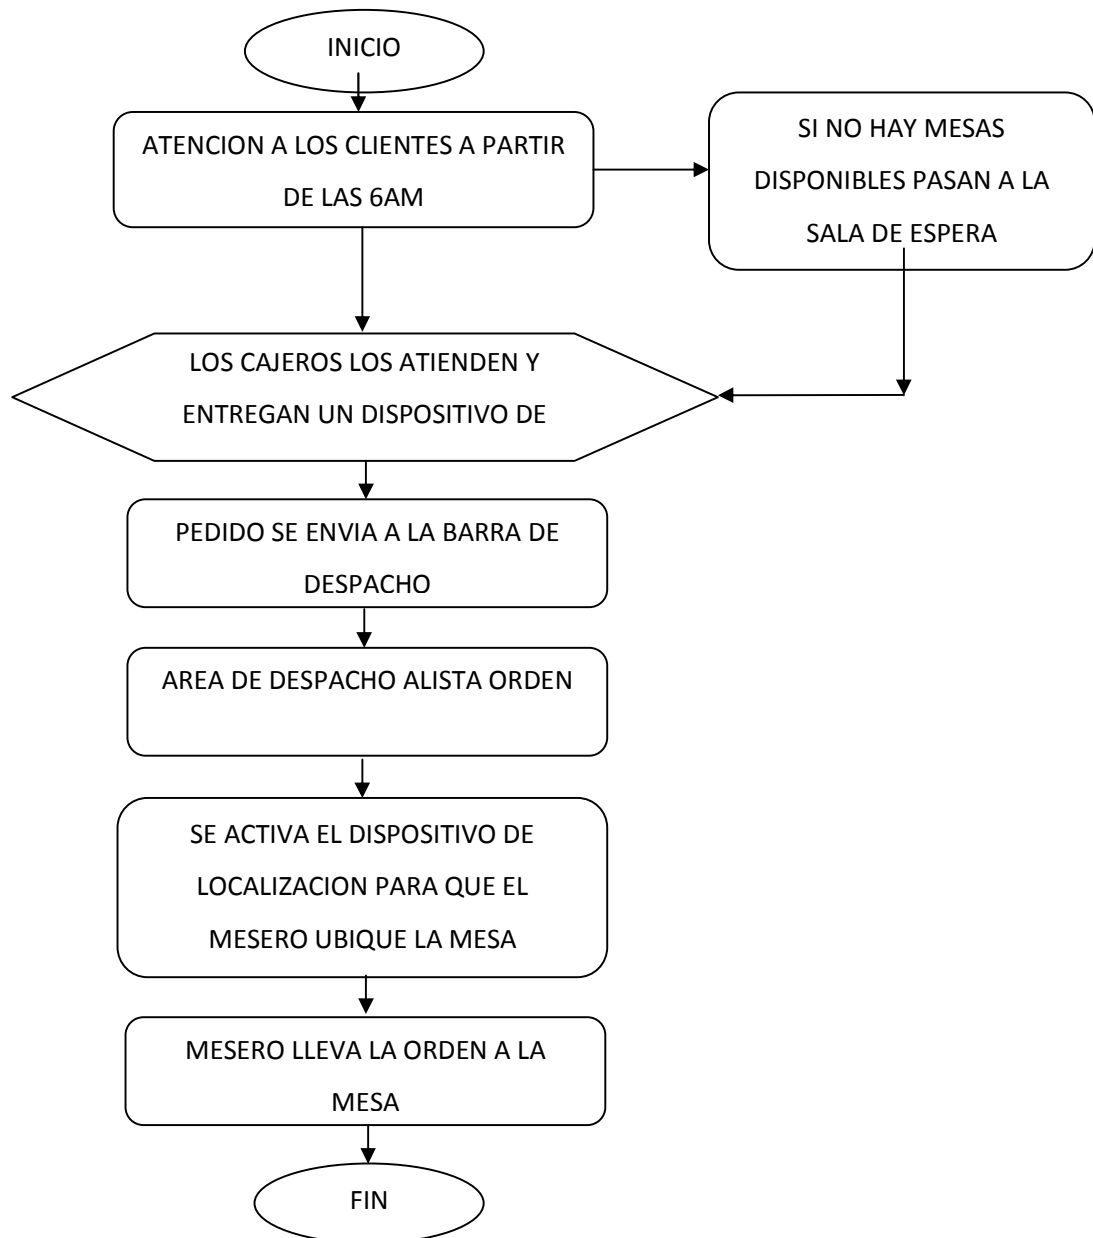 INICIO
ATENCION A LOS CLIENTES A PARTIR
DE LAS 6AM
SI NO HAY MESAS
DISPONIBLES PASAN A LA
SALA DE ESPERA
LOS CAJEROS LOS ATIENDEN Y
ENTREGAN UN DISPOSITIVO DE
PEDIDO SE ENVIA A LA BARRA DE
DESPACHO
AREA DE DESPACHO ALISTA ORDEN
SE ACTIVA EL DISPOSITIVO DE
LOCALIZACION PARA QUE EL
MESERO UBIQUE LA MESA
MESERO LLEVA LA ORDEN A LA
MESA
FIN